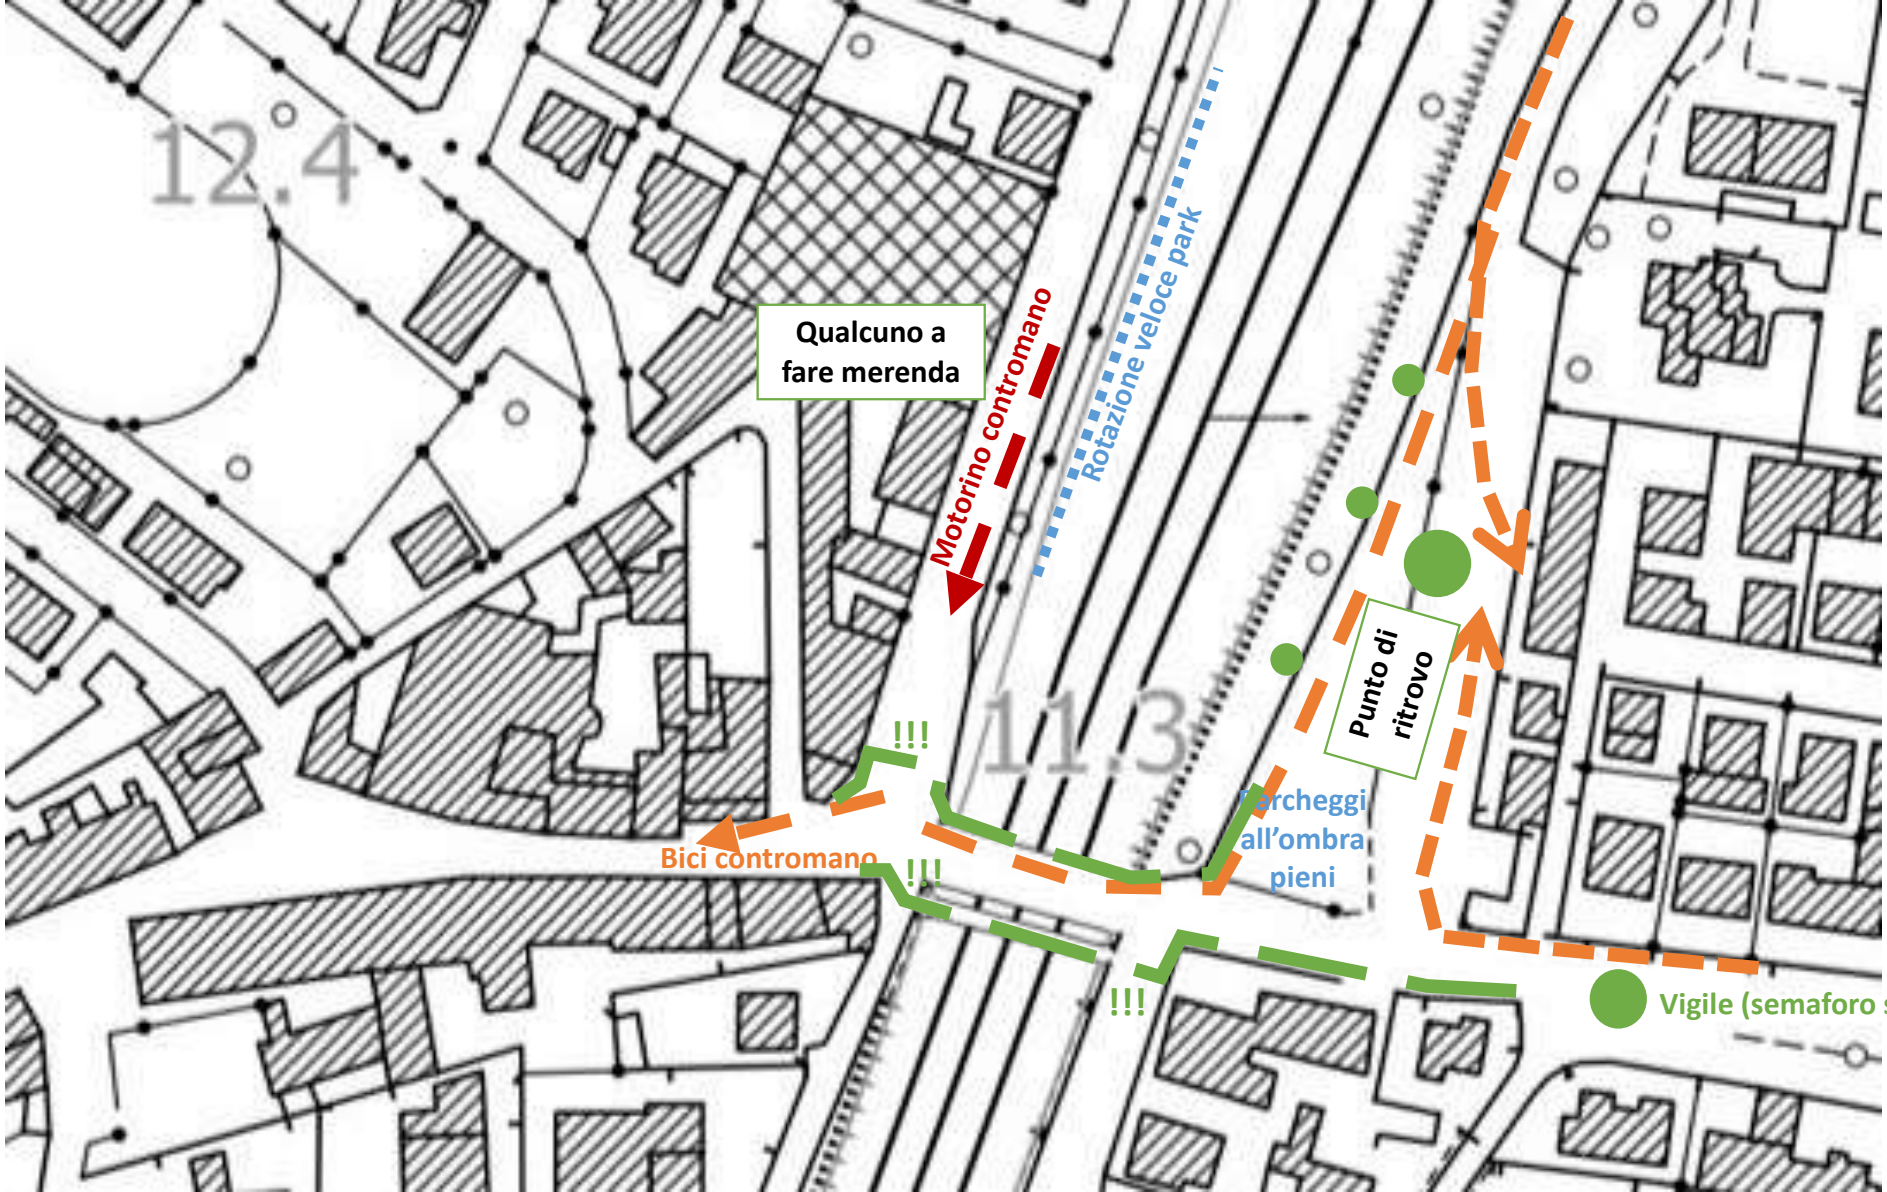 12.4
Rotazione veloce park
Qualcuno a
fare merenda
Motorino contromano
Punto di
ritrovo
11.3
!!!
Parcheggi
all’ombra
pieni
Bici contromano
!!!
!!!
Vigile (semaforo s